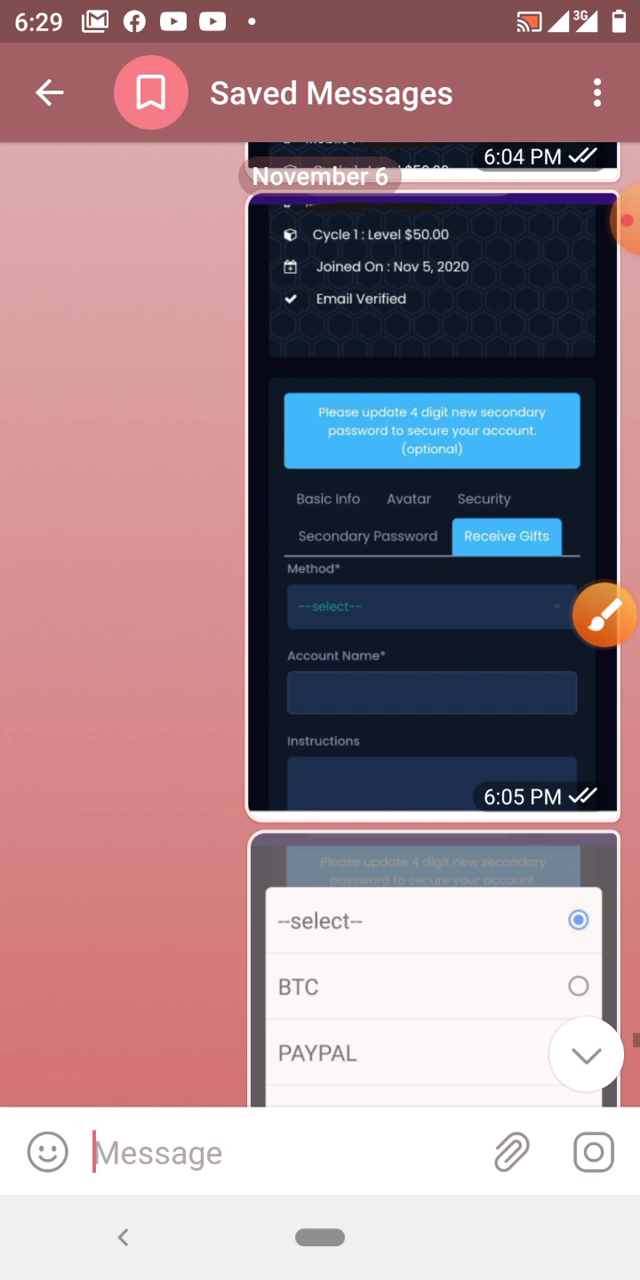 6:29
3G
Saved Messages
6:04 PM
November 6
Cycle 1 : Level $50.00
Joined On : Nov 5, 2020
Email Verified
Please update 4 digit new secondary
password to secure your account.
(optional)
Basic Info Avatar Security
Secondary Password Receive Gifts
Method*
--select--
Account Name*
Instructions
6:05 PM
Please update 4 digit new secondary
password to secure your account.
--select--
BTC
PAYPAL
Message